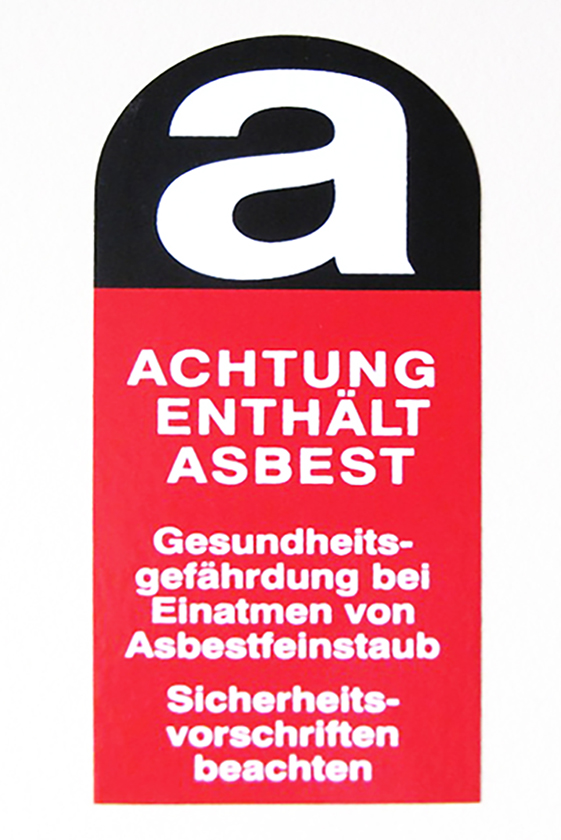 a
ACHTUNG
ENTHÄLT
ASBEST
Gesundheits-
gefährdung bei
Einatmen von
Asbestfeinstaub
Sicherheits-
vorschriften
beachten